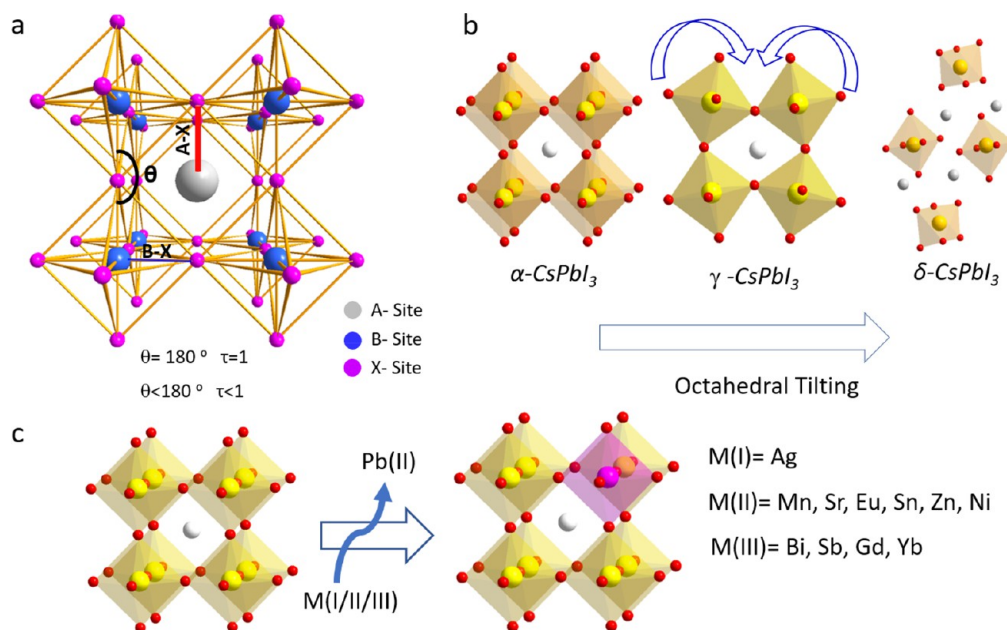 a
A-X
θ
B-X
A- Site
B- Site
X- Site
θ= 180 ° τ=1
θ<180 ° τ<1
b
α-CsPbI₃
γ -CsPbI₃
δ-CsPbI₃
Octahedral Tilting
c
Pb(II)
M(I/II/III)
M(I)= Ag
M(II)= Mn, Sr, Eu, Sn, Zn, Ni
M(III)= Bi, Sb, Gd, Yb